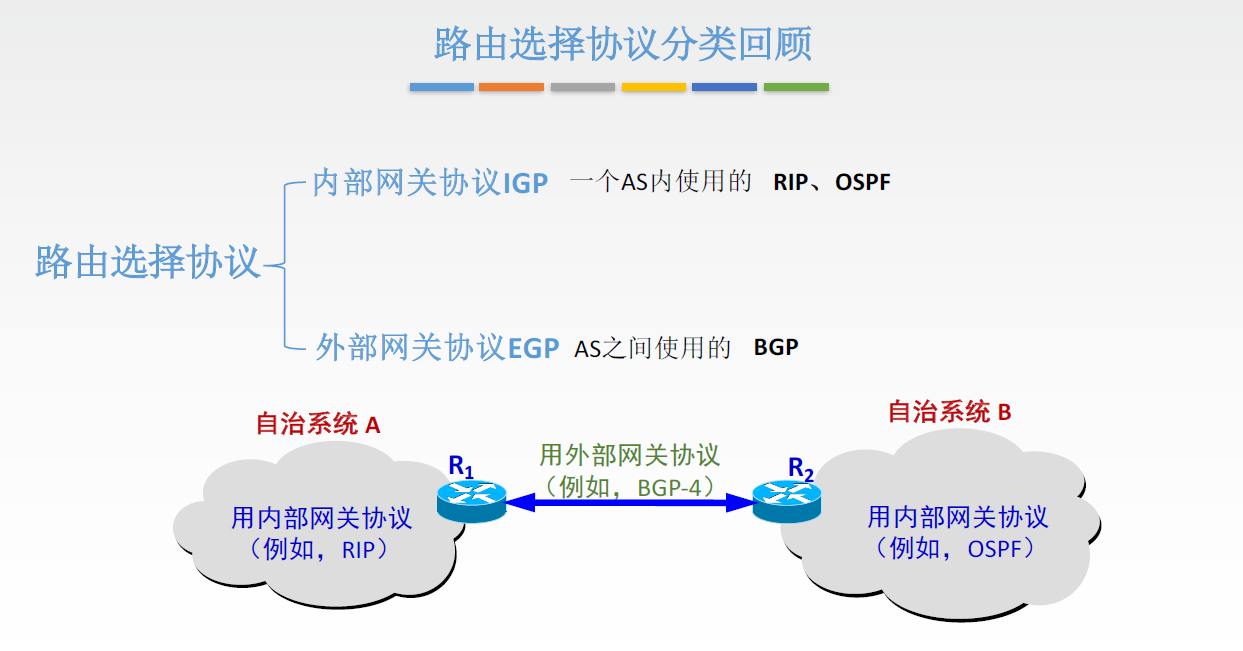 路由选择协议分类回顾
内部网关协议IGP 一个AS内使用的 RIP、OSPF
路由选择协议
外部网关协议EGP AS之间使用的 BGP
自治系统 A
自治系统 B
R1
用外部网关协议
（例如，BGP-4）
R2
用内部网关协议
（例如，RIP）
用内部网关协议
（例如，OSPF）